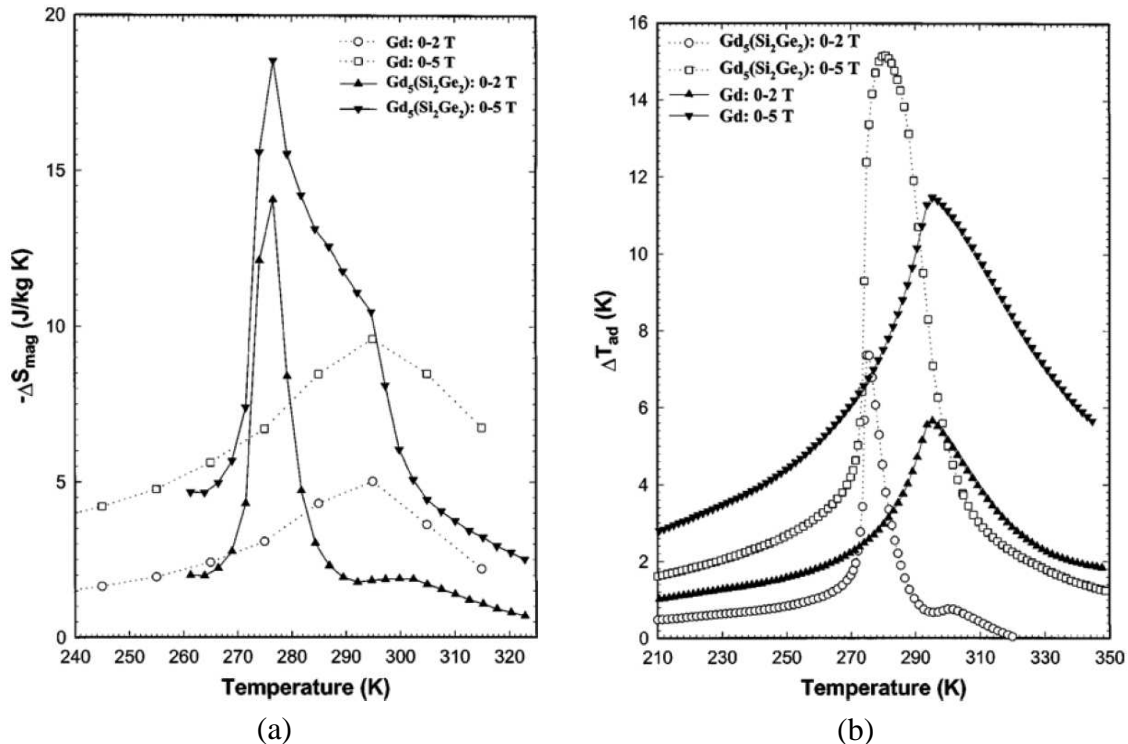 20
15
10
5
0
-ΔS_mag (J/kg K)
Gd: 0-2 T
Gd: 0-5 T
Gd₅(Si₂Ge₂): 0-2 T
Gd₅(Si₂Ge₂): 0-5 T
240 250 260 270 280 290 300 310 320
Temperature (K)
(a)
16
14
12
10
8
6
4
2
0
ΔT_ad (K)
Gd₅(Si₂Ge₂): 0-2 T
Gd₅(Si₂Ge₂): 0-5 T
Gd: 0-2 T
Gd: 0-5 T
210 230 250 270 290 310 330 350
Temperature (K)
(b)